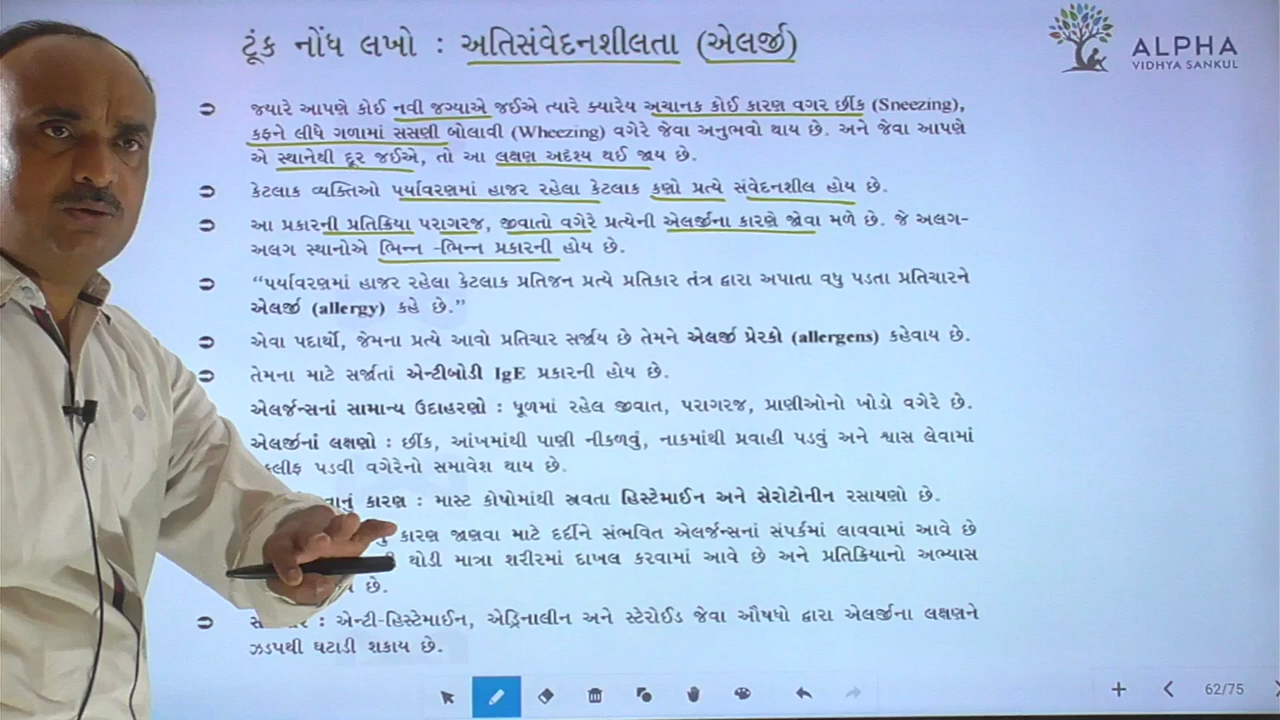 ટૂંક નોંધ લખો : અતિસંવેદનશીલતા (એલર્જી)
ALPHA
VIDHYA SANKUL
જ્યારે આપણે કોઈ નવી જગ્યાએ જઈએ ત્યારે ક્યારેય અચાનક કોઈ કારણ વગર છીંક (Sneezing),
કફને લીધે ગળામાં સસણી બોલાવી (Wheezing) વગેરે જેવા અનુભવો થાય છે. અને જેવા આપણે
એ સ્થાનેથી દૂર જઈએ, તો આ લક્ષણ અદૃશ્ય થઈ જાય છે.
કેટલાક વ્યક્તિઓ પર્યાવરણમાં હાજર રહેલા કેટલાક કણો પ્રત્યે સંવેદનશીલ હોય છે.
આ પ્રકારની પ્રતિક્રિયા પરાગરજ, જીવાતો વગેરે પ્રત્યેની એલર્જીના કારણે જોવા મળે છે. જે અલગ-
અલગ સ્થાનોએ ભિન્ન -ભિન્ન પ્રકારની હોય છે.
“પર્યાવરણમાં હાજર રહેલા કેટલાક પ્રતિજન પ્રત્યે પ્રતિકાર તંત્ર દ્વારા અપાતા વધુ પડતા પ્રતિચારને
એલર્જી (allergy) કહે છે.”
એવા પદાર્થો, જેમના પ્રત્યે આવો પ્રતિચાર સર્જાય છે તેમને એલર્જી પ્રેરકો (allergens) કહેવાય છે.
તેમના માટે સર્જાતાં એન્ટીબોડી IgE પ્રકારની હોય છે.
એલર્જન્સનાં સામાન્ય ઉદાહરણો : ધૂળમાં રહેલ જીવાત, પરાગરજ, પ્રાણીઓનો ખોડો વગેરે છે.
એલર્જીનાં લક્ષણો : છીંક, આંખમાંથી પાણી નીકળવું, નાકમાંથી પ્રવાહી પડવું અને શ્વાસ લેવામાં
પડવી વગેરેનો સમાવેશ થાય છે.
કારણ : માસ્ટ કોષોમાંથી સ્રવતા હિસ્ટેમાઈન અને સેરોટોનીન રસાયણો છે.
કારણ જાણવા માટે દર્દીને સંભવિત એલર્જન્સનાં સંપર્કમાં લાવવામાં આવે છે
થોડી માત્રા શરીરમાં દાખલ કરવામાં આવે છે અને પ્રતિક્રિયાનો અભ્યાસ
છે.
: એન્ટી-હિસ્ટેમાઈન, એડ્રિનાલીન અને સ્ટેરોઈડ જેવા ઔષધો દ્વારા એલર્જીના લક્ષણને
ઝડપથી ઘટાડી શકાય છે.
62/75